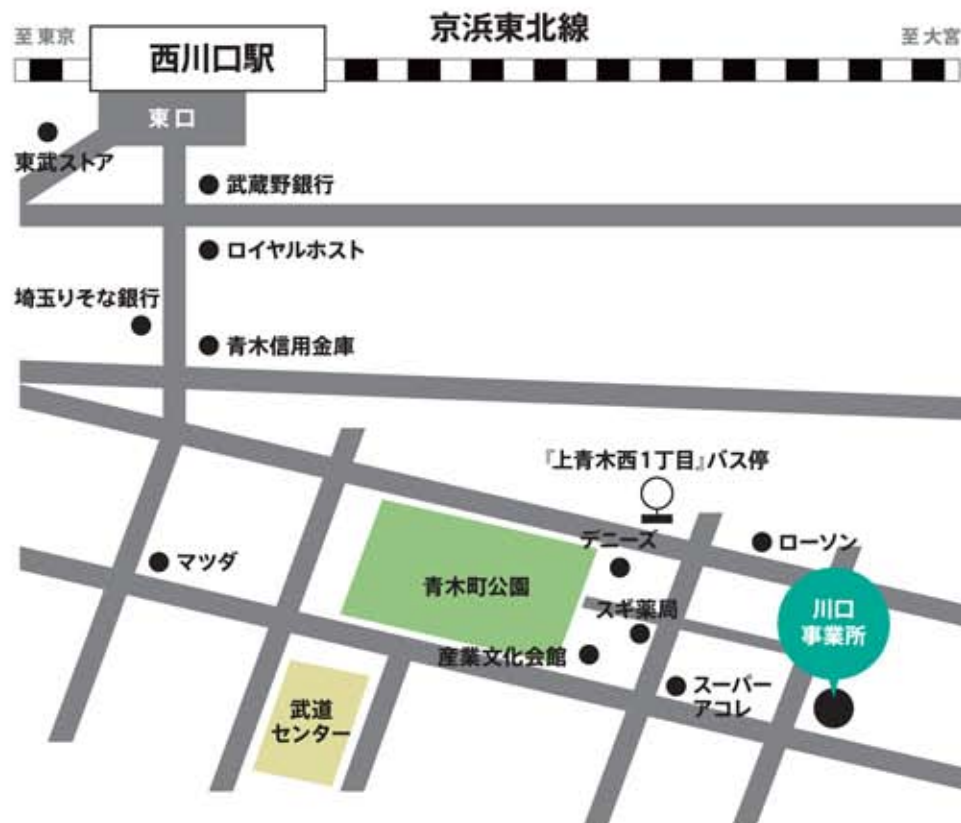 京浜東北線
至 東京
西川口駅
至 大宮
東口
東武ストア
武蔵野銀行
ロイヤルホスト
埼玉りそな銀行
青木信用金庫
『上青木西1丁目』バス停
デニーズ
ローソン
マツダ
青木町公園
スギ薬局
川口
事業所
産業文化会館
スーパー
アコレ
武道
センター